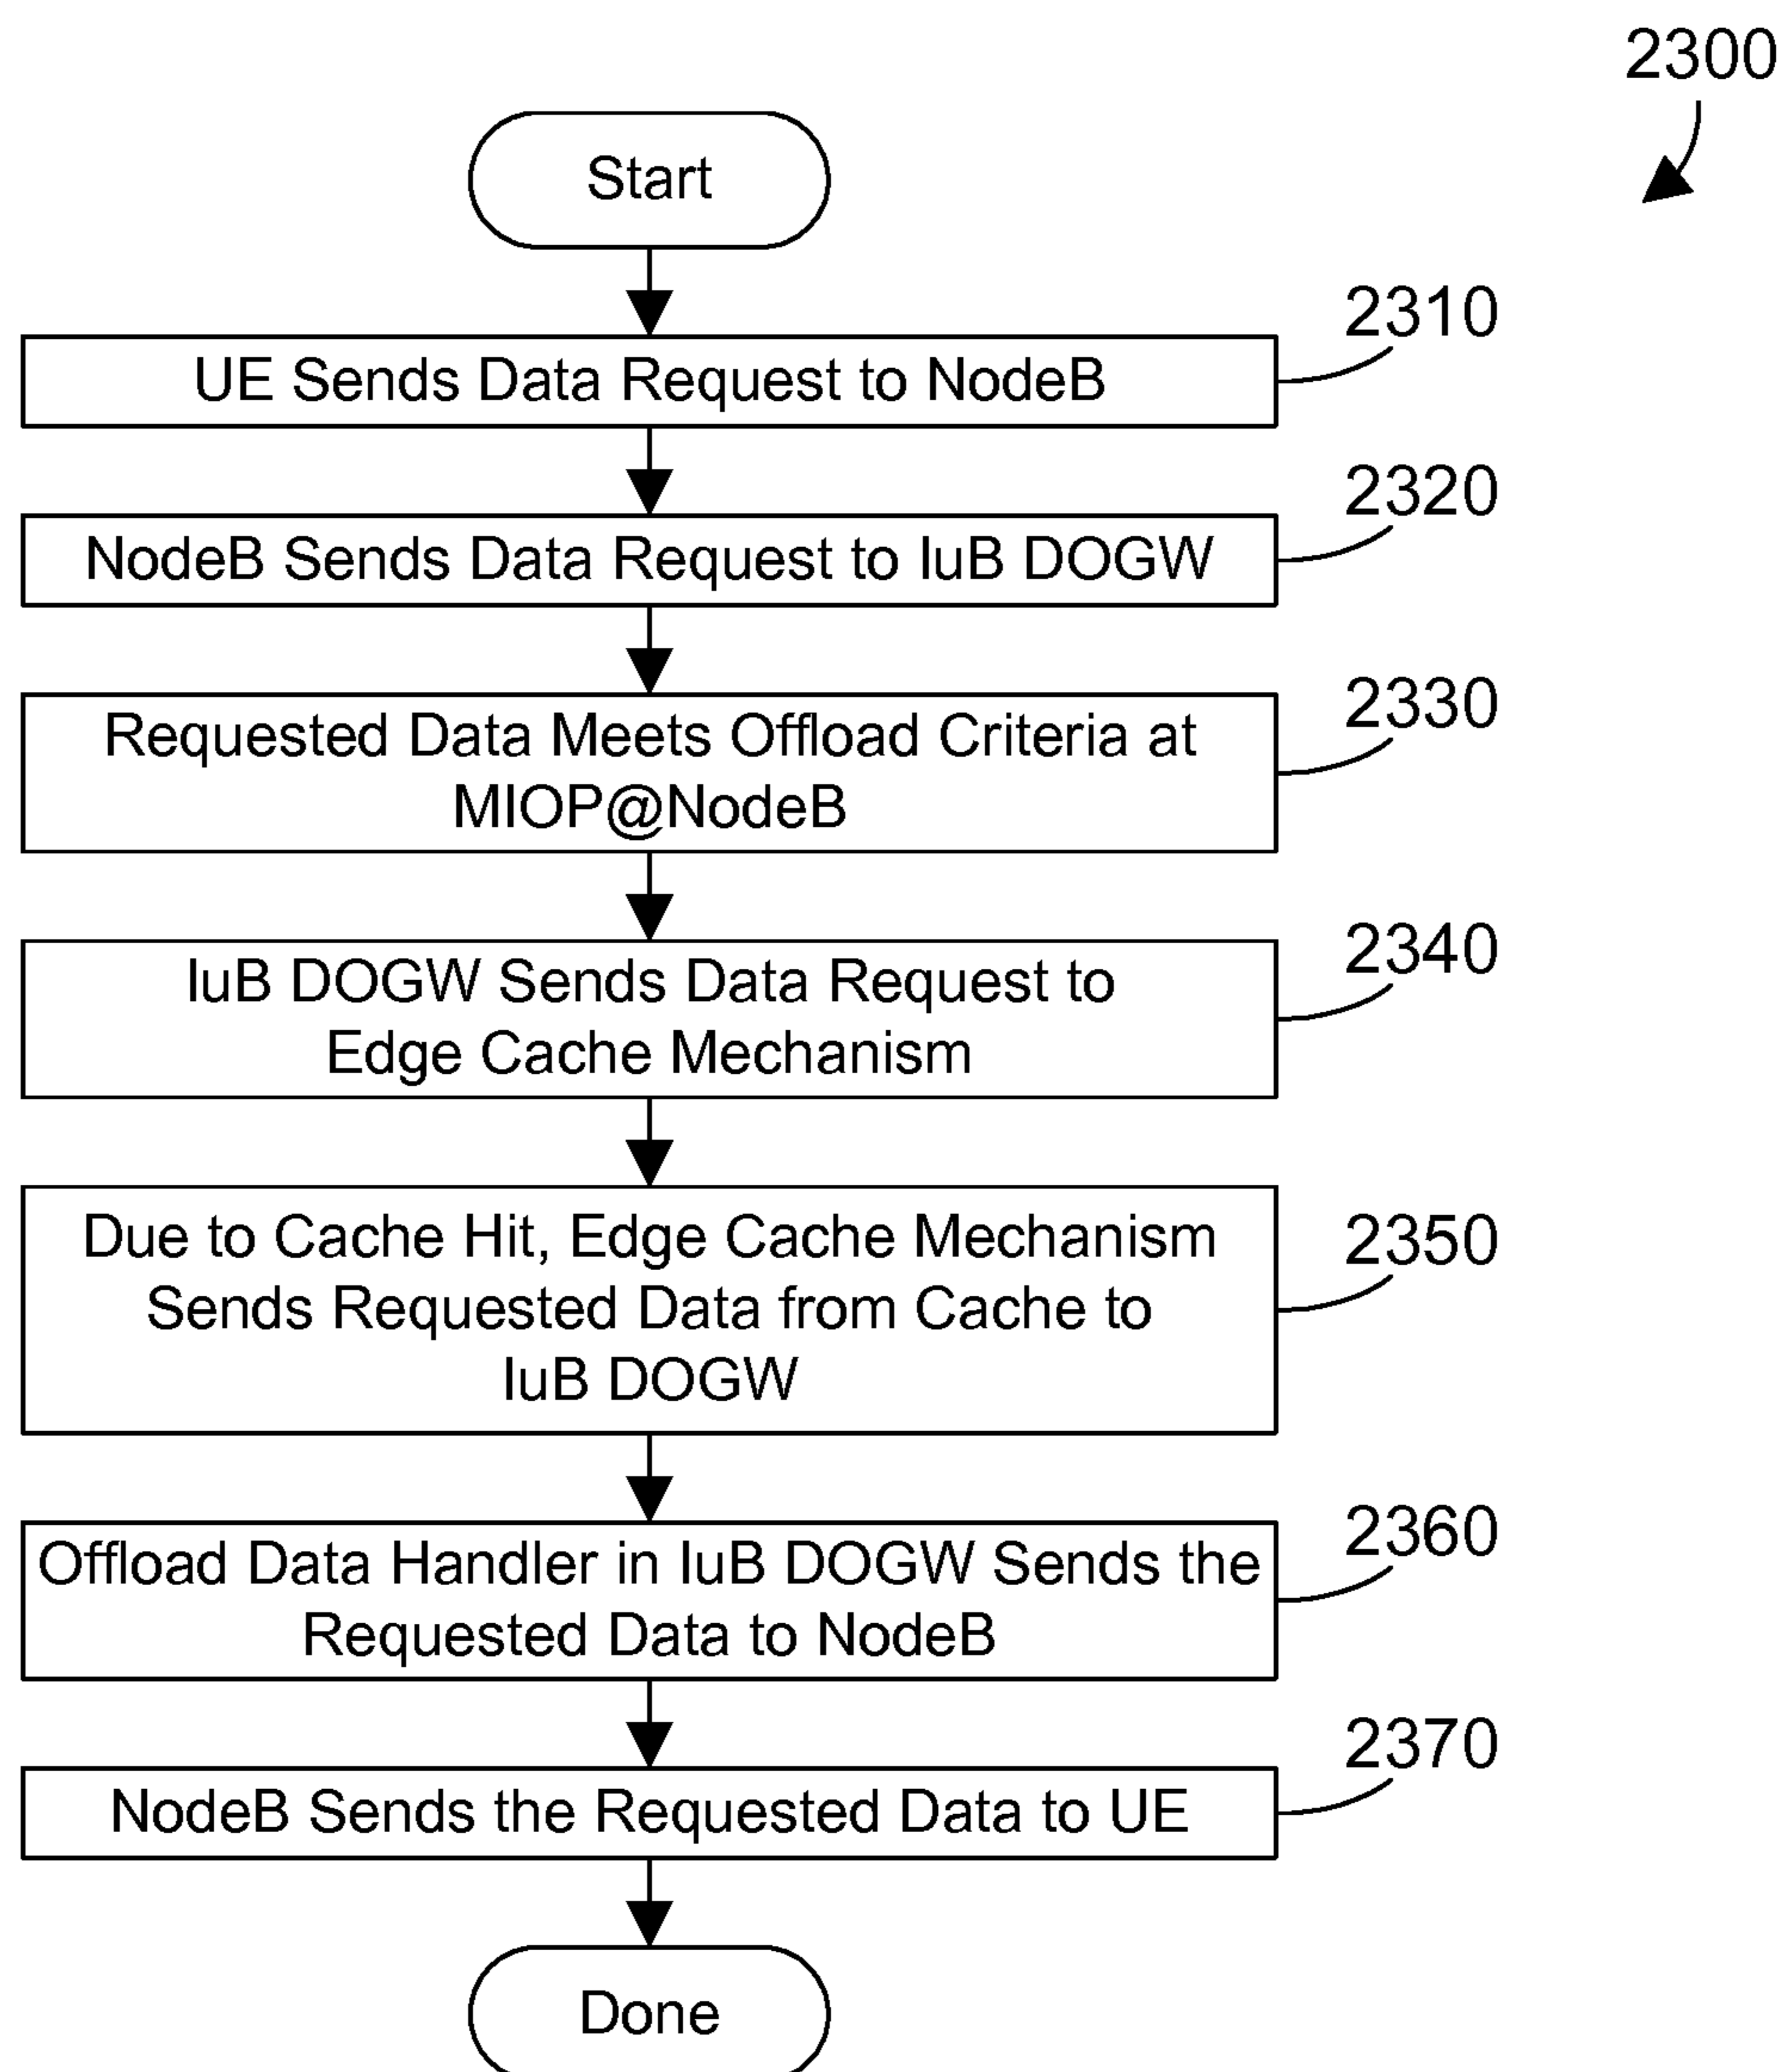 2300
Start
2310
UE Sends Data Request to NodeB
2320
NodeB Sends Data Request to IuB DOGW
2330
Requested Data Meets Offload Criteria at
MIOP@NodeB
2340
IuB DOGW Sends Data Request to
Edge Cache Mechanism
2350
Due to Cache Hit, Edge Cache Mechanism
Sends Requested Data from Cache to
IuB DOGW
2360
Offload Data Handler in IuB DOGW Sends the
Requested Data to NodeB
2370
NodeB Sends the Requested Data to UE
Done